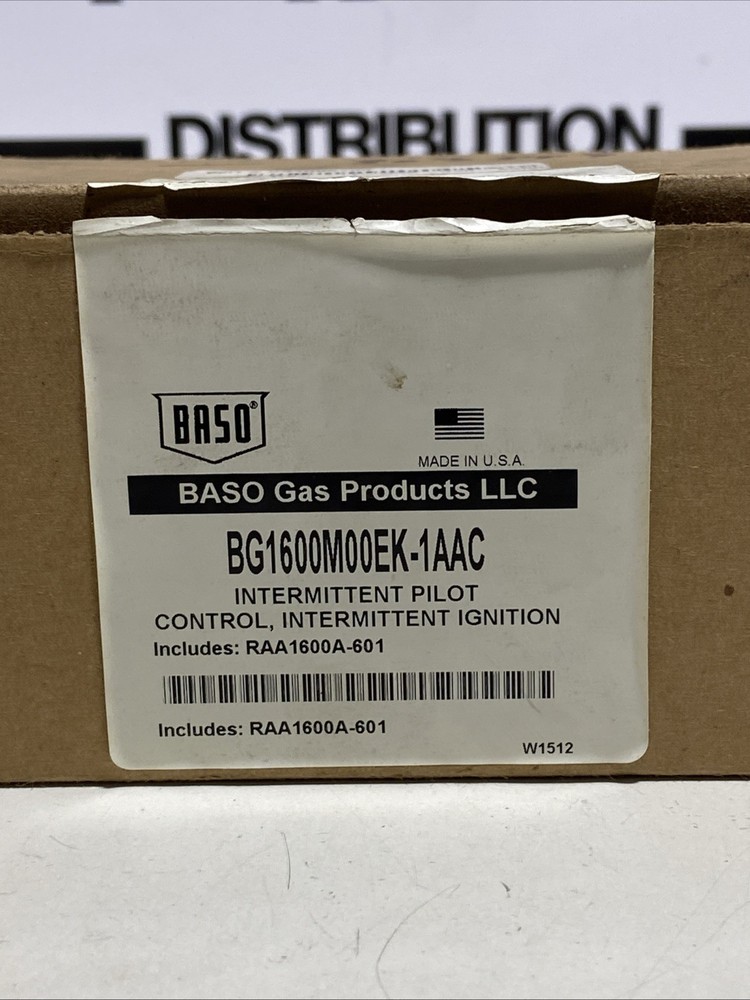 DISTRIBUTION
BASO®
MADE IN U.S.A.
BASO Gas Products LLC
BG1600M00EK-1AAC
INTERMITTENT PILOT
CONTROL, INTERMITTENT IGNITION
Includes: RAA1600A-601
Includes: RAA1600A-601
W1512